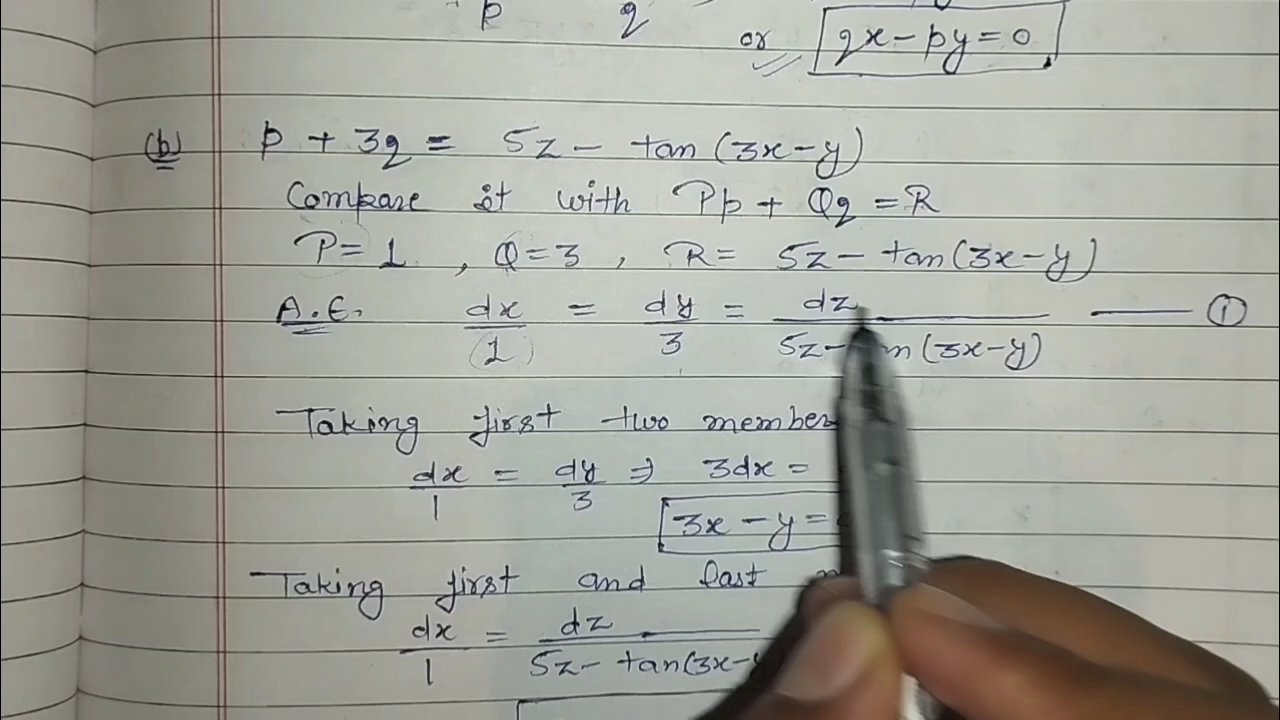 p q
or qx - py = 0
(b) p + 3q = 5z - tan (3x - y)
Compare it with Pp + Qq = R
P = 1 , Q = 3 , R = 5z - tan (3x - y)
A.E. dx/1 = dy/3 = dz/5z - tan (3x - y) —— ①
Taking first two member
dx/1 = dy/3 ⇒ 3dx =
3x - y =
Taking first and last
dx/1 = dz/5z - tan(3x-